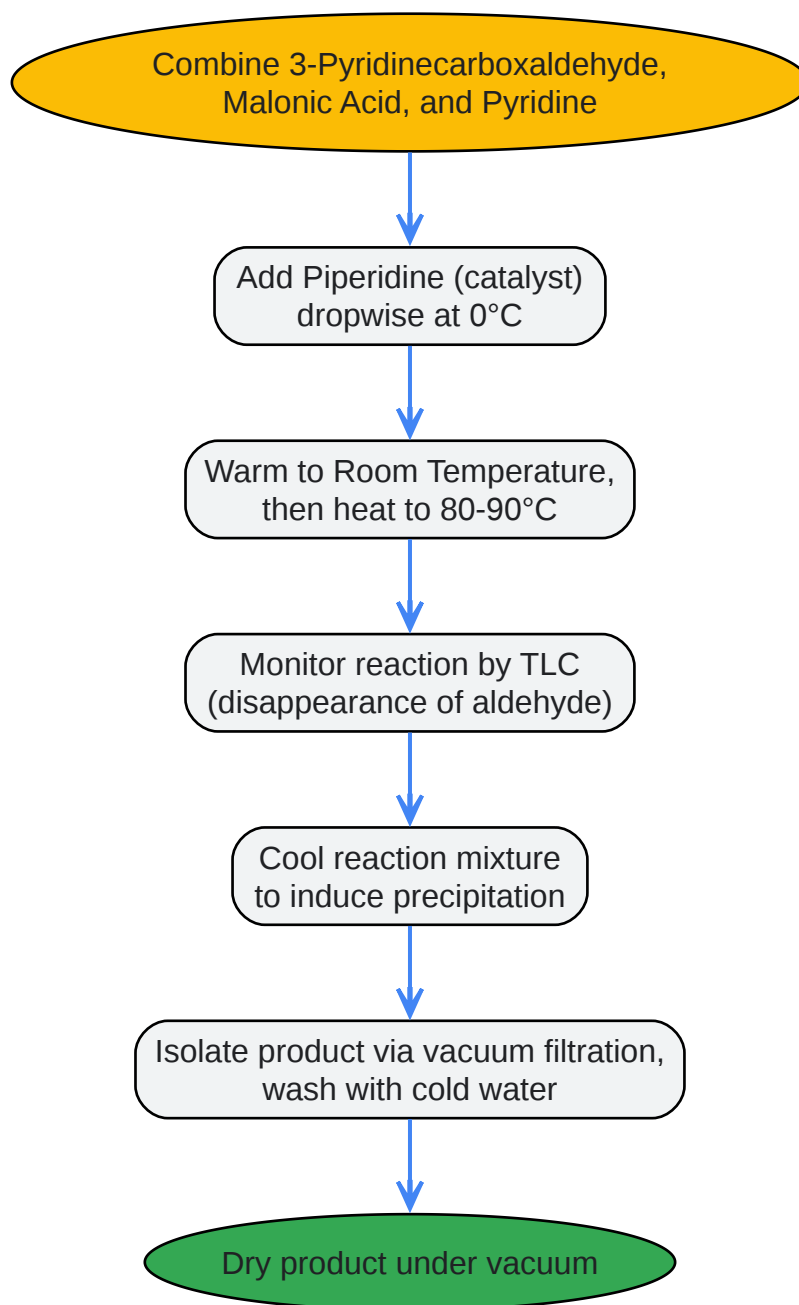 Combine 3-Pyridinecarboxaldehyde,
Malonic Acid, and Pyridine
Add Piperidine (catalyst)
dropwise at 0°C
Warm to Room Temperature,
then heat to 80-90°C
Monitor reaction by TLC
(disappearance of aldehyde)
Cool reaction mixture
to induce precipitation
Isolate product via vacuum filtration,
wash with cold water
Dry product under vacuum